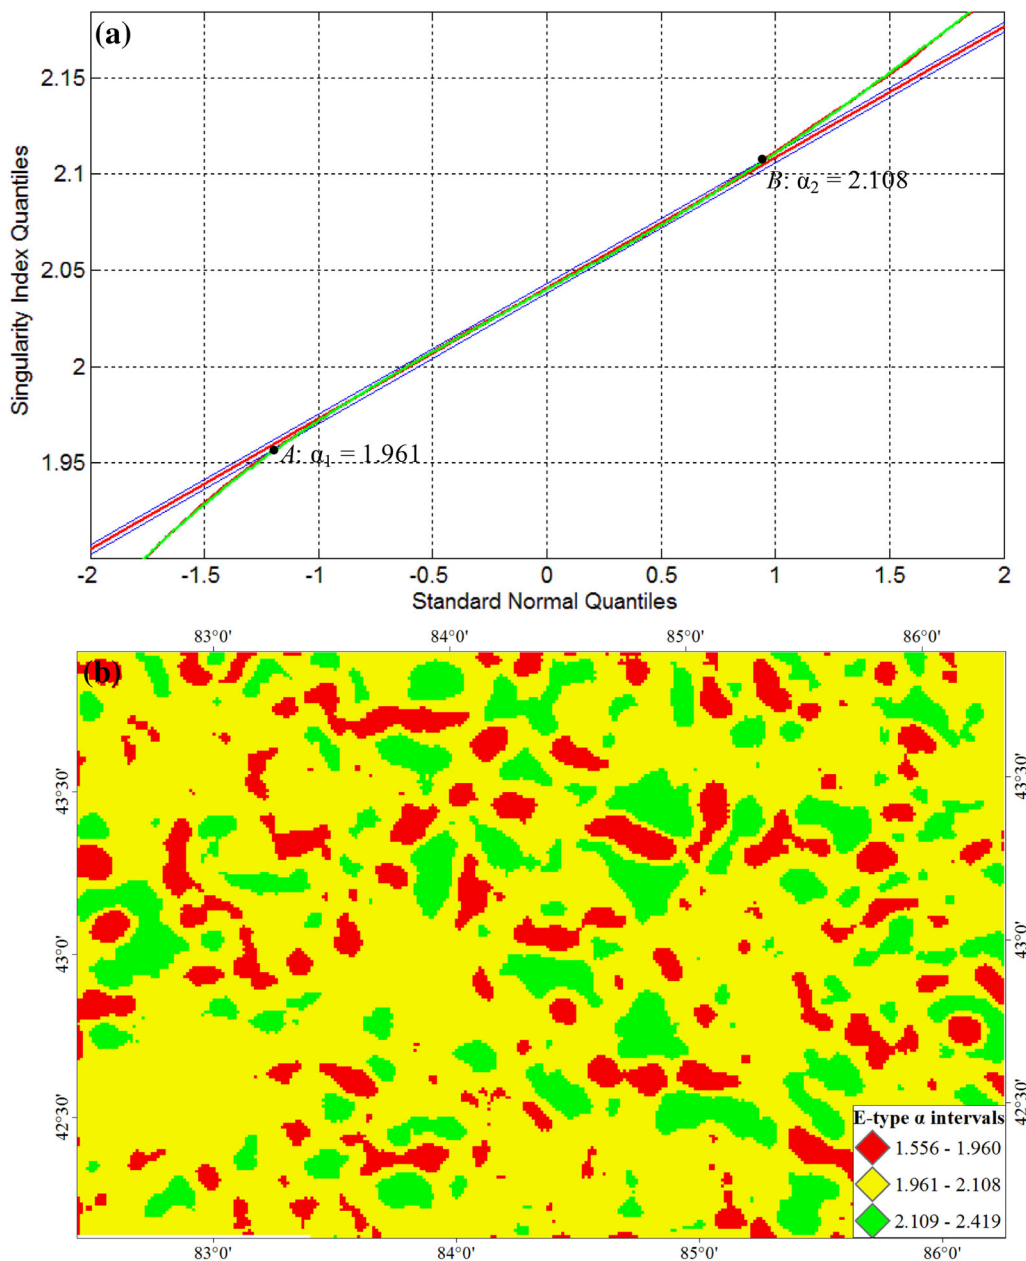 (a)
2.15
2.1
2.05
2
1.95
Singularity Index Quantiles
B: α2 = 2.108
A: α1 = 1.961
-2 -1.5 -1 -0.5 0 0.5 1 1.5 2
Standard Normal Quantiles
83°0' 84°0' 85°0' 86°0'
(b)
43°30'
43°0'
42°30'
43°30'
43°0'
42°30'
E-type α intervals
1.556 - 1.960
1.961 - 2.108
2.109 - 2.419
83°0' 84°0' 85°0' 86°0'